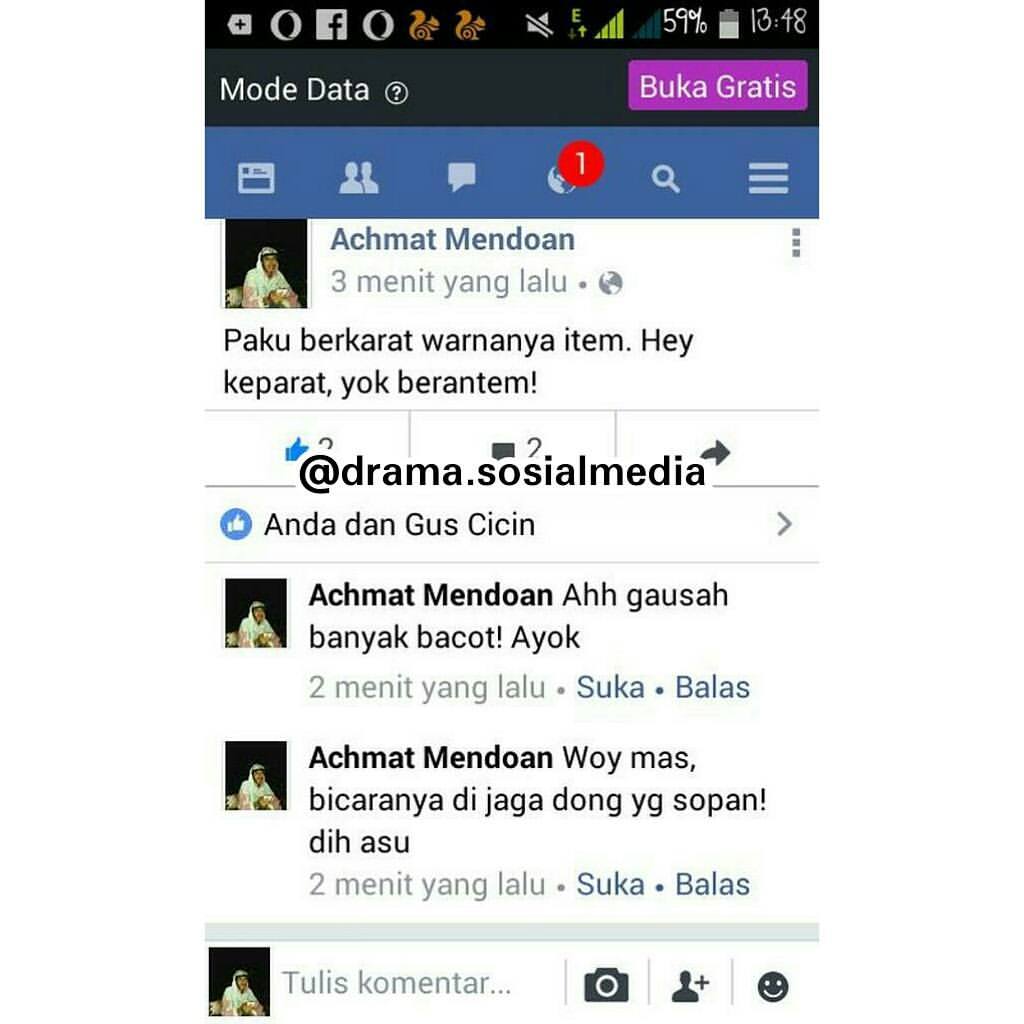 59% 13:48
Mode Data ?
Buka Gratis
1
Achmat Mendoan
3 menit yang lalu •
Paku berkarat warnanya item. Hey
keparat, yok berantem!
2
2
@drama.sosialmedia
Anda dan Gus Cicin
Achmat Mendoan Ahh gausah
banyak bacot! Ayok
2 menit yang lalu • Suka • Balas
Achmat Mendoan Woy mas,
bicaranya di jaga dong yg sopan!
dih asu
2 menit yang lalu • Suka • Balas
Tulis komentar...